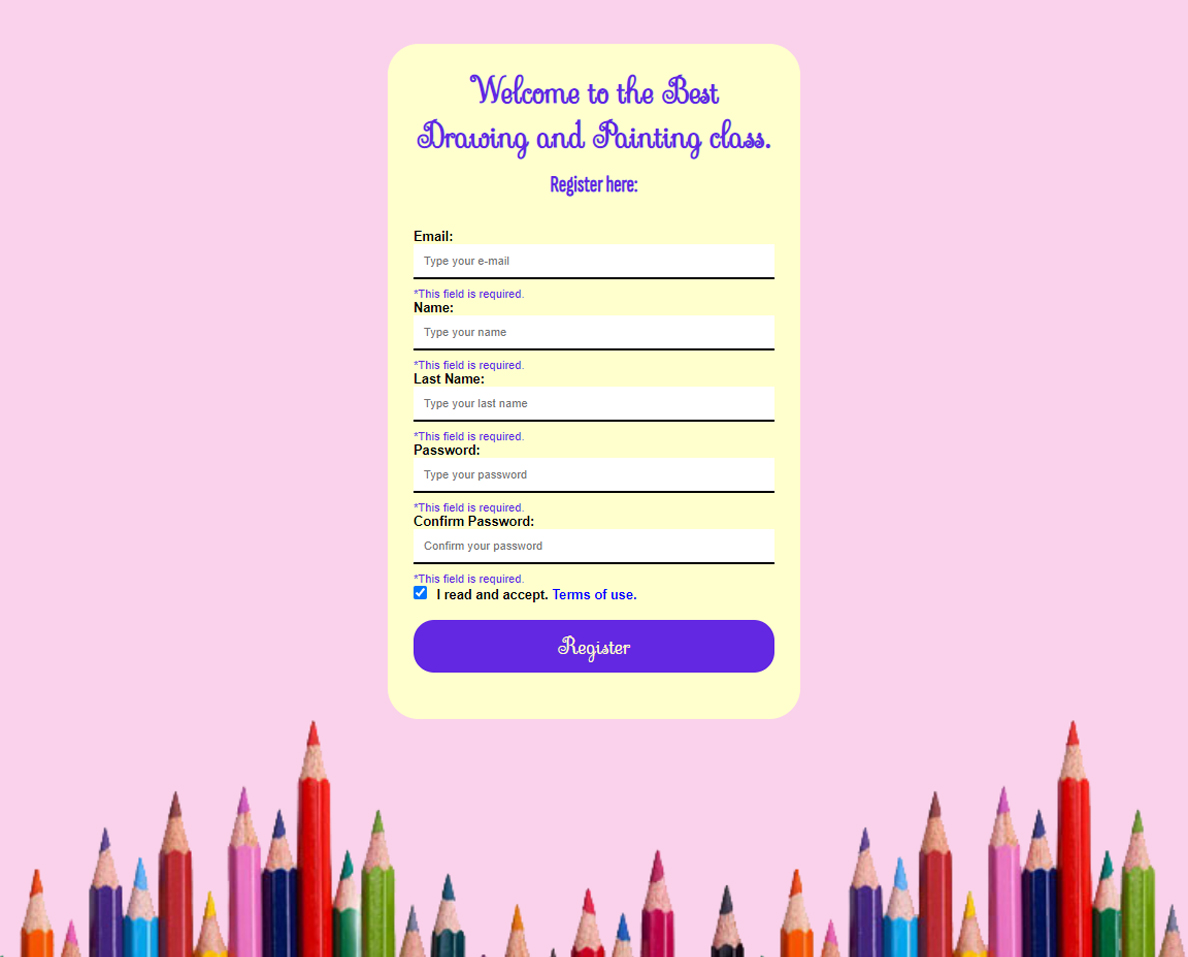 Welcome to the Best
Drawing and Painting class.
Register here:
Email:
Type your e-mail
*This field is required.
Name:
Type your name
*This field is required.
Last Name:
Type your last name
*This field is required.
Password:
Type your password
*This field is required.
Confirm Password:
Confirm your password
*This field is required.
I read and accept. Terms of use.
Register